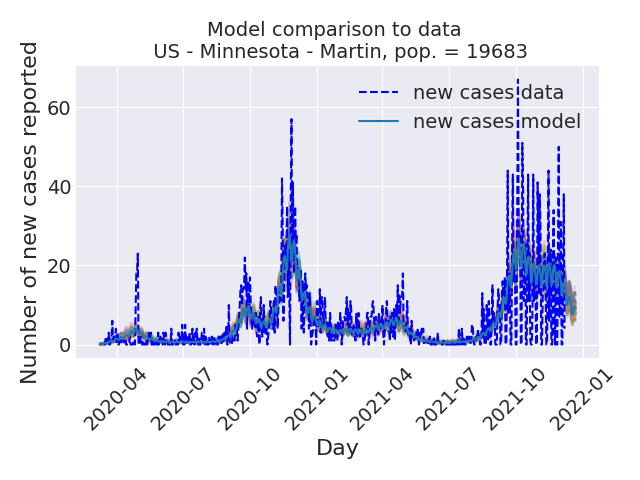 Model comparison to data
US - Minnesota - Martin, pop. = 19683
Number of new cases reported
60
40
20
0
new cases data
new cases model
2020-04
2020-07
2020-10
2021-01
2021-04
2021-07
2021-10
2022-01
Day